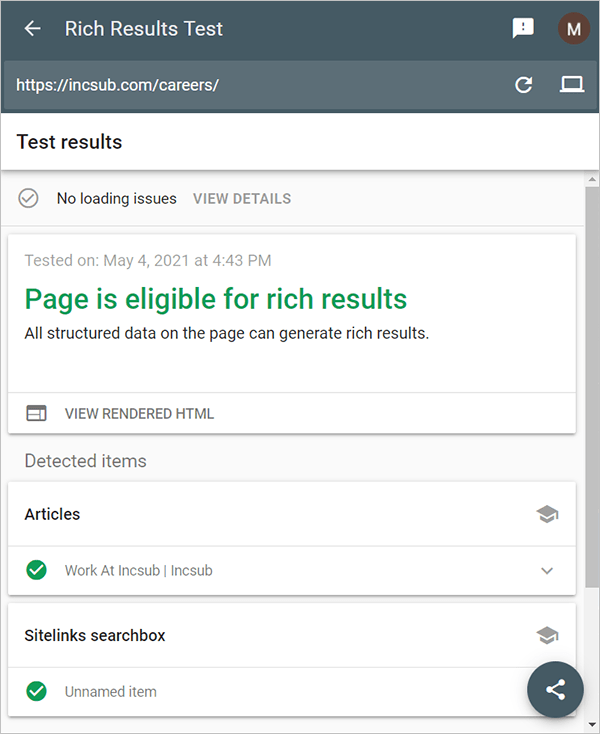 Rich Results Test
M
https://incsub.com/careers/
Test results
No loading issues VIEW DETAILS
Tested on: May 4, 2021 at 4:43 PM
Page is eligible for rich results
All structured data on the page can generate rich results.
VIEW RENDERED HTML
Detected items
Articles
Work At Incsub | Incsub
Sitelinks searchbox
Unnamed item